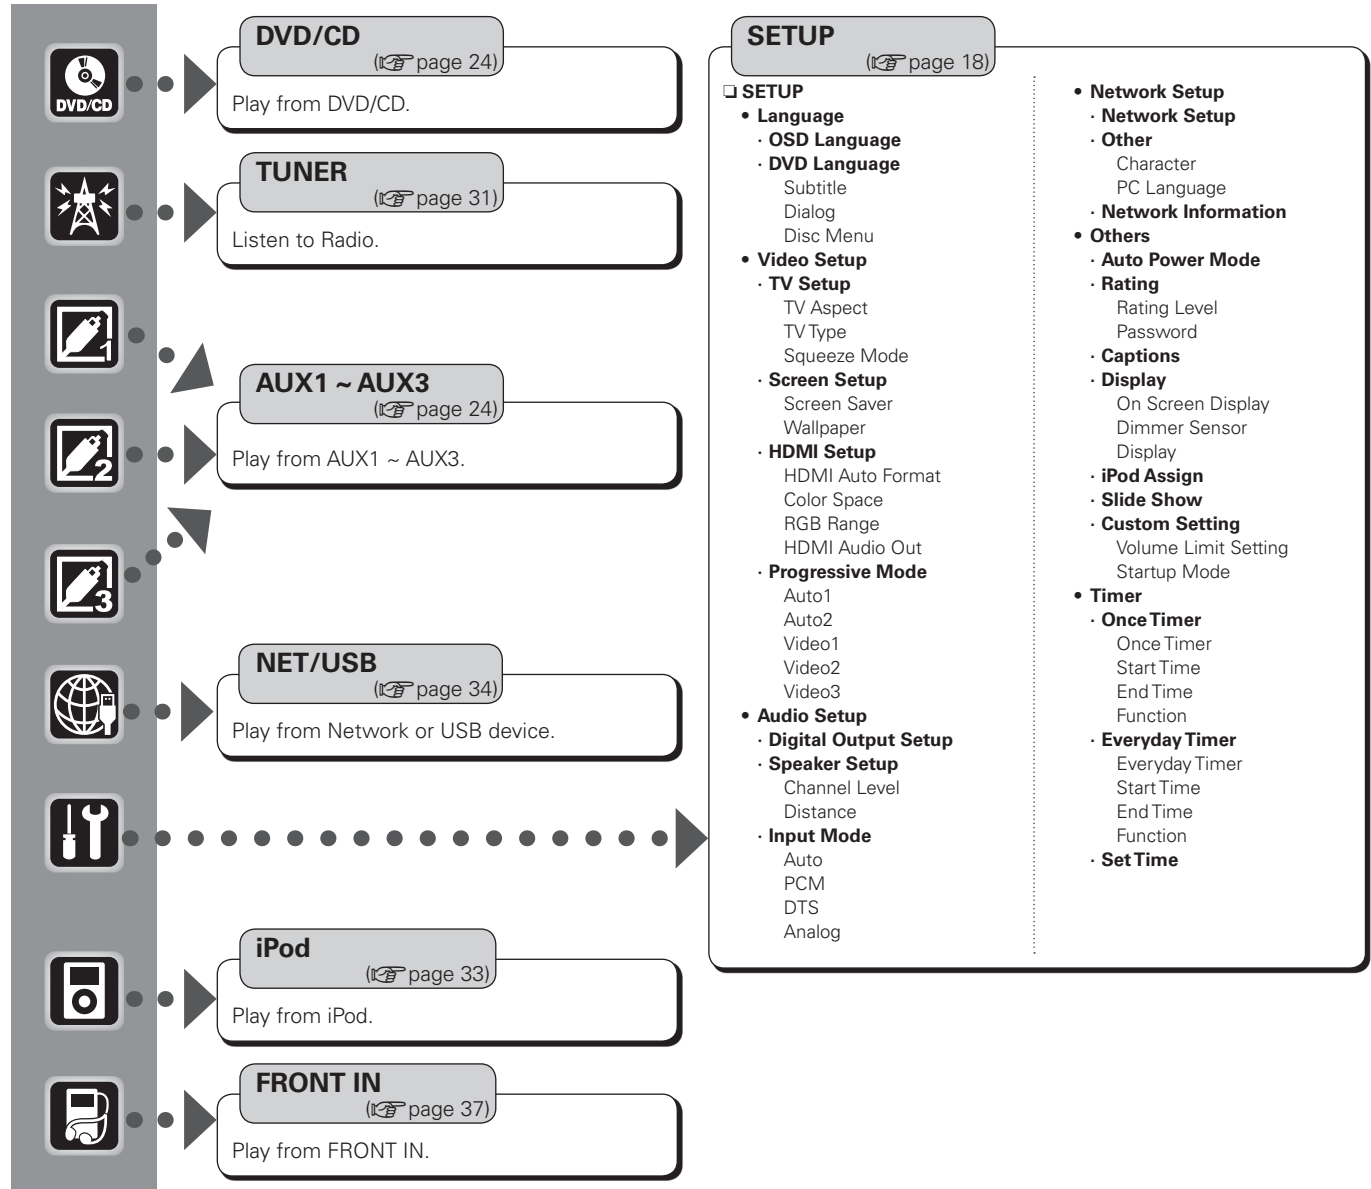 DVD/CD
DVD/CD
(☞ page 24)
Play from DVD/CD.
TUNER
(☞ page 31)
Listen to Radio.
1
AUX1 ~ AUX3
(☞ page 24)
Play from AUX1 ~ AUX3.
2
3
NET/USB
(☞ page 34)
Play from Network or USB device.
iPod
(☞ page 33)
Play from iPod.
FRONT IN
(☞ page 37)
Play from FRONT IN.
SETUP
(☞ page 18)
❏ SETUP
• Language
· OSD Language
· DVD Language
Subtitle
Dialog
Disc Menu
• Video Setup
· TV Setup
TV Aspect
TV Type
Squeeze Mode
· Screen Setup
Screen Saver
Wallpaper
· HDMI Setup
HDMI Auto Format
Color Space
RGB Range
HDMI Audio Out
· Progressive Mode
Auto1
Auto2
Video1
Video2
Video3
• Audio Setup
· Digital Output Setup
· Speaker Setup
Channel Level
Distance
· Input Mode
Auto
PCM
DTS
Analog
• Network Setup
· Network Setup
· Other
Character
PC Language
· Network Information
• Others
· Auto Power Mode
· Rating
Rating Level
Password
· Captions
· Display
On Screen Display
Dimmer Sensor
Display
· iPod Assign
· Slide Show
· Custom Setting
Volume Limit Setting
Startup Mode
• Timer
· Once Timer
Once Timer
Start Time
End Time
Function
· Everyday Timer
Everyday Timer
Start Time
End Time
Function
· Set Time